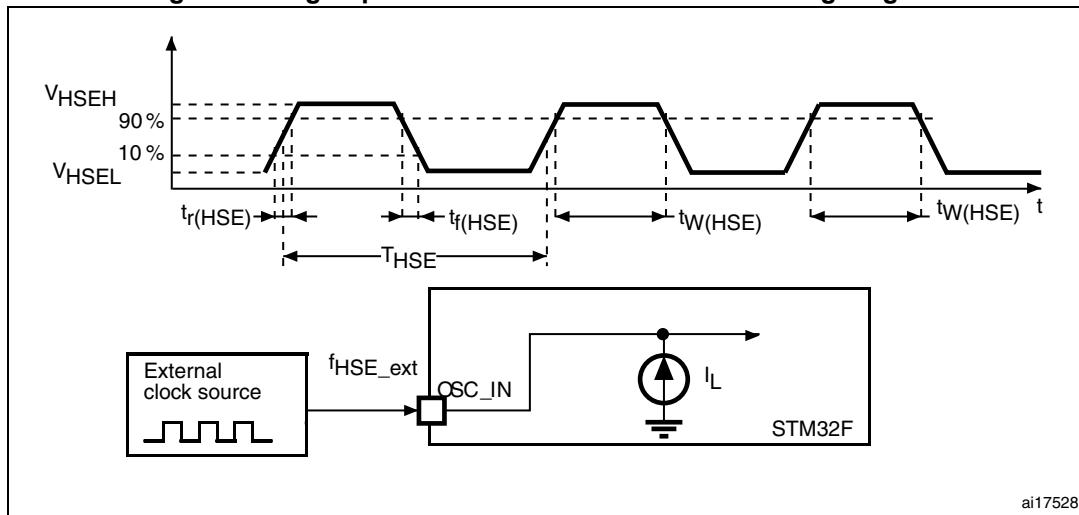 VHSEH
90 %
10 %
VHSEL
tr(HSE)
tf(HSE)
tW(HSE)
tW(HSE)
t
THSE
External
clock source
fHSE_ext
OSC_IN
IL
STM32F
ai17528